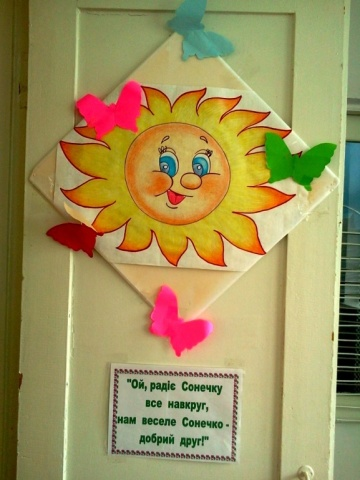 "Ой, радіє Сонечку
все навкруг,
нам веселе Сонечко -
добрий друг!"